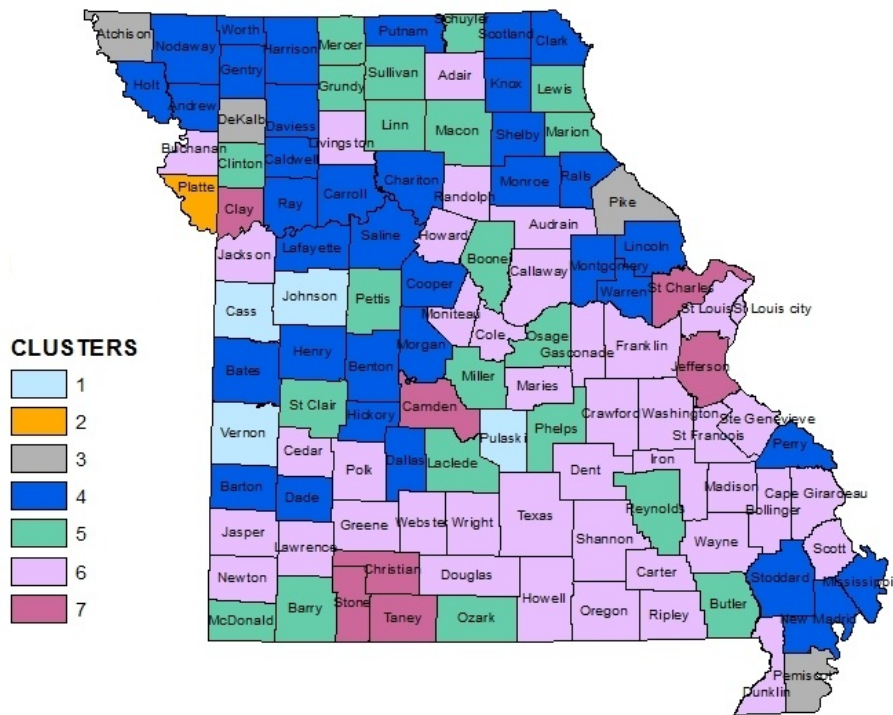 Atchison
Nodaway
Worth
Harrison
Mercer
Putnam
Schuyler
Scotland
Clark
Holt
Gentry
Grundy
Sullivan
Adair
Knox
Lewis
Andrew
DeKalb
Daviess
Livingston
Linn
Macon
Shelby
Marion
Buchanan
Clinton
Caldwell
Platte
Clay
Ray
Carroll
Chariton
Randolph
Monroe
Ralls
Pike
Audrain
Jackson
Lafayette
Saline
Howard
Boone
Callaway
Montgomery
Lincoln
Warren
St Charles
St Louis
St Louis city
Cass
Johnson
Pettis
Cooper
Moniteau
Cole
Osage
Gasconade
Franklin
Jefferson
CLUSTERS
1
2
3
4
5
6
7
Bates
Henry
Benton
Morgan
Miller
Maries
St Clair
Camden
Hickory
Pulaski
Phelps
Crawford
Washington
Ste Genevieve
St Francois
Perry
Vernon
Cedar
Polk
Dallas
Laclede
Dent
Iron
Madison
Cape Girardeau
Bollinger
Barton
Dade
Greene
Webster
Wright
Texas
Shannon
Reynolds
Wayne
Scott
Jasper
Lawrence
Christian
Douglas
Howell
Carter
Stoddard
Mississippi
Newton
McDonald
Barry
Stone
Taney
Ozark
Oregon
Ripley
Butler
New Madrid
Dunklin
Pemiscot